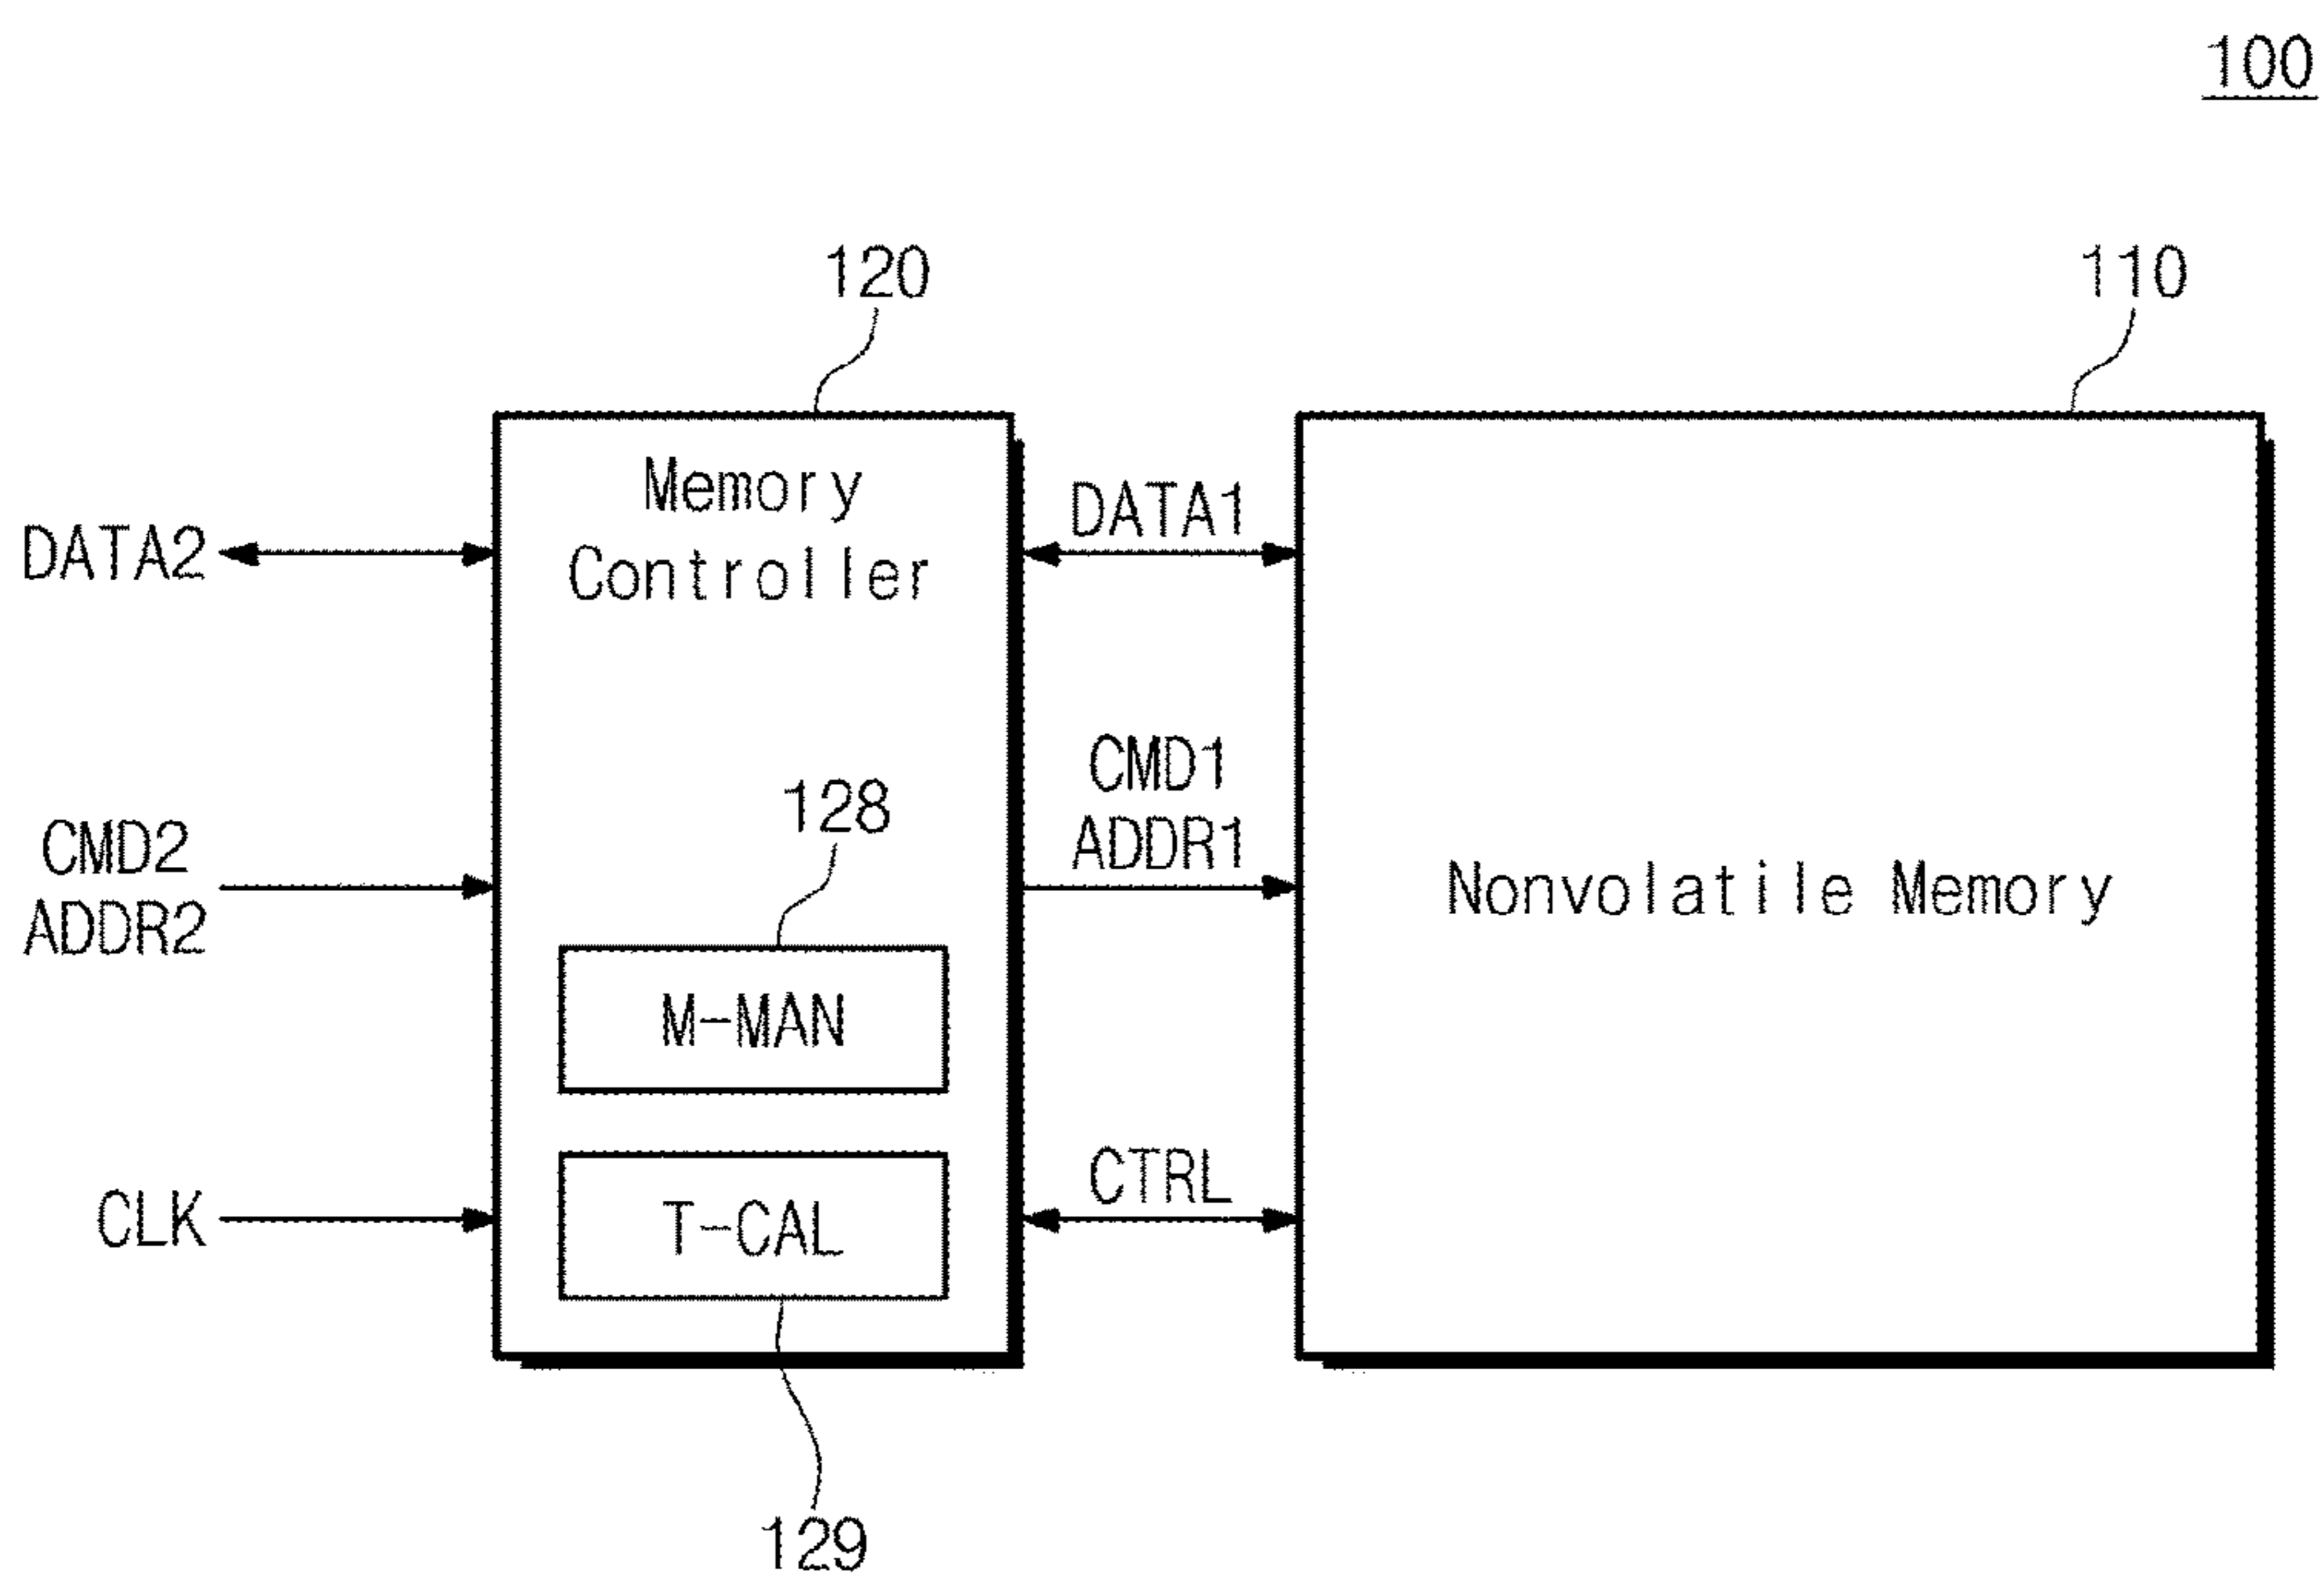 100
120
110
Memory
Controller
DATA1
DATA2
CMD1
ADDR1
128
CMD2
ADDR2
Nonvolatile Memory
M-MAN
CTRL
CLK
T-CAL
129